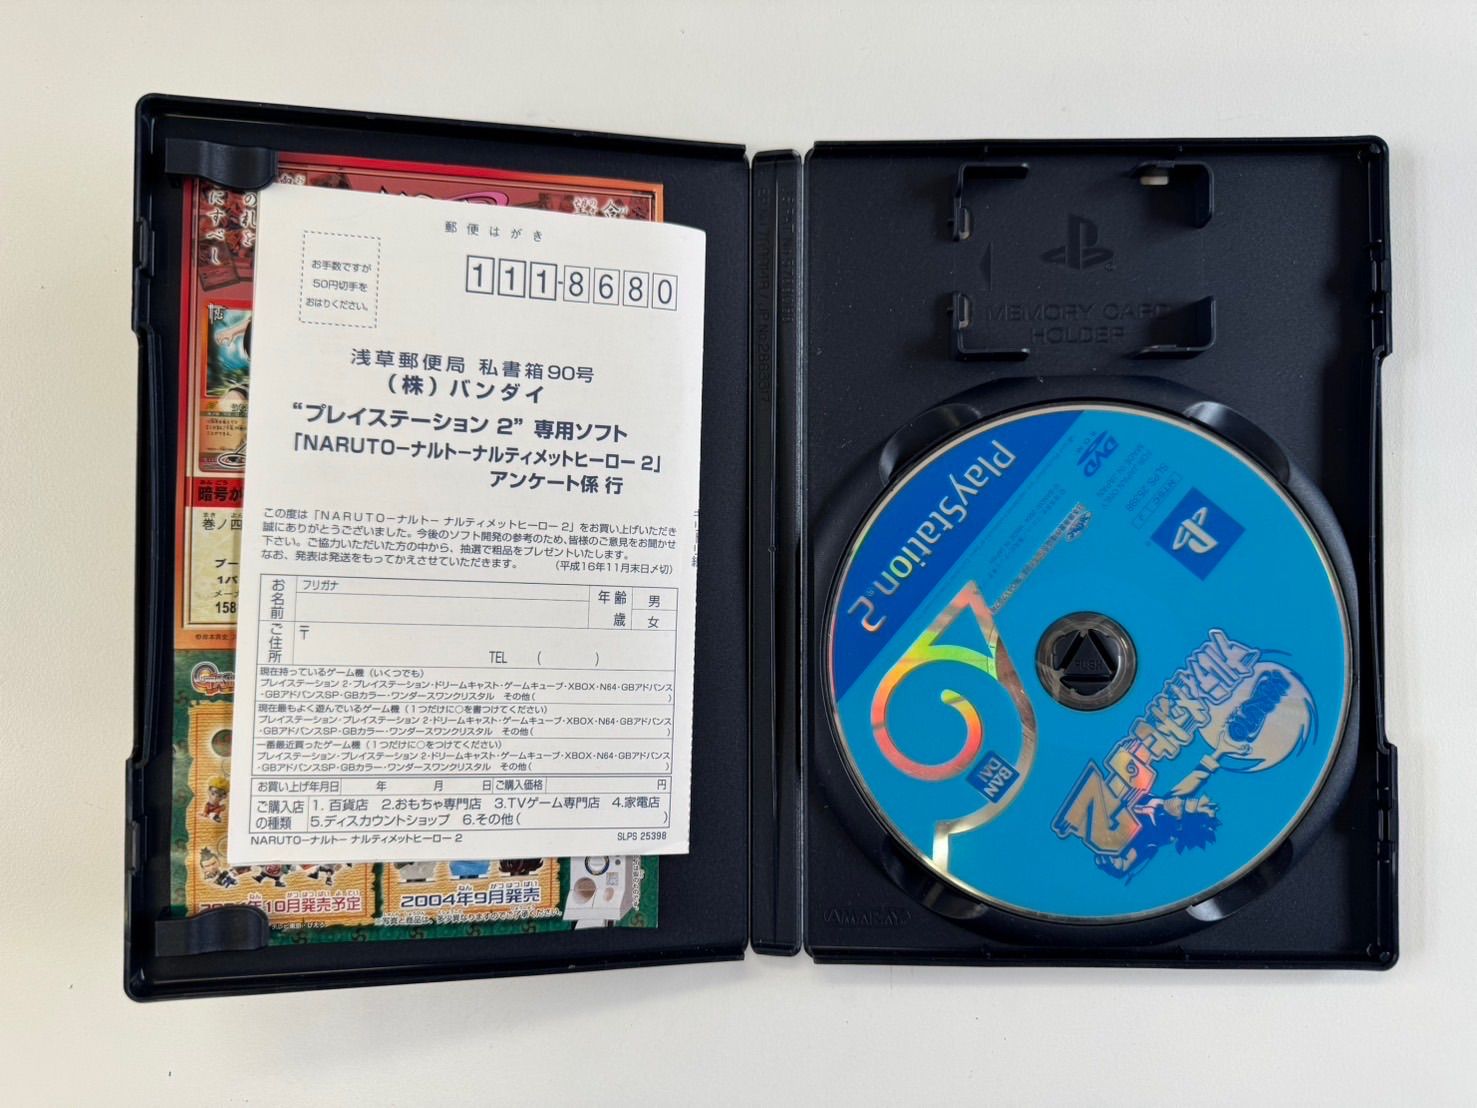 郵便はがき
お手数ですが
50円切手を
おはりください。
111-8680
浅草郵便局 私書箱90号
(株)バンダイ
“プレイステーション 2” 専用ソフト
「NARUTO-ナルト-ナルティメットヒーロー 2」
アンケート係 行
この度は「NARUTO-ナルト- ナルティメットヒーロー 2」をお買い上げいただき
誠にありがとうございました。今後のソフト開発の参考のため、皆様のご意見をお聞かせ
下さい。ご協力いただいた方の中から、抽選で粗品をプレゼントいたします。
なお、発表は発送をもってかえさせていただきます。 (平成16年11月末日〆切)
お名前
フリガナ
年齢
歳
男
女
ご住所
〒
TEL ( )
現在持っているゲーム機(いくつでも)
プレイステーション 2・プレイステーション・ドリームキャスト・ゲームキューブ・XBOX・N64・GBアドバンス
・GBアドバンスSP・GBカラー・ワンダースワンクリスタル その他( )
現在最もよく遊んでいるゲーム機(1つだけに○を書つけてください)
プレイステーション・プレイステーション 2・ドリームキャスト・ゲームキューブ・XBOX・N64・GBアドバンス
・GBアドバンスSP・GBカラー・ワンダースワンクリスタル その他( )
一番最近買ったゲーム機(1つだけに○をつけてください)
プレイステーション・プレイステーション 2・ドリームキャスト・ゲームキューブ・XBOX・N64・GBアドバンス
・GBアドバンスSP・GBカラー・ワンダースワンクリスタル その他( )
お買い上げ年月日 年 月 日 ご購入価格 円
ご購入店の種類
1. 百貨店 2.おもちゃ専門店 3.TVゲーム専門店 4.家電店
5.ディスカウントショップ 6.その他( )
NARUTO-ナルト- ナルティメットヒーロー 2
SLPS 25398
の札を
にすべし
暗号が
巻ノ四
158
10月発売予定
2004年9月発売
MEMORY CARD
HOLDER
PlayStation 2
DVD
SLPS 25398
BAN
DAI
NARUTO
ナルティメットヒーロー2
PUSH
AMARAY